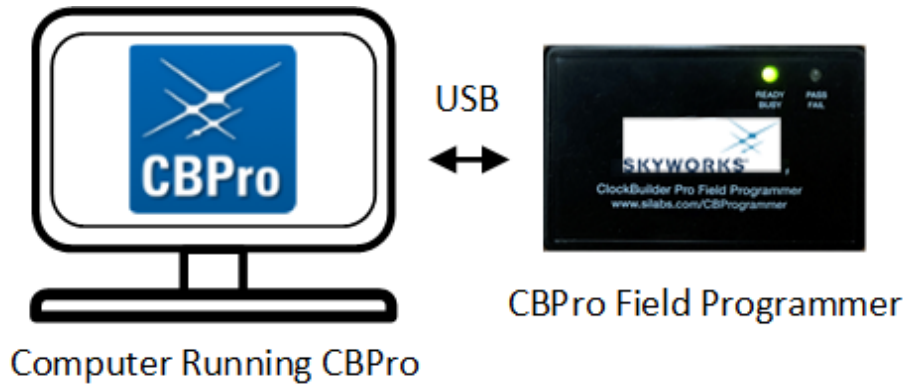 CBPro
USB
READY
BUSY
PASS
FAIL
SKYWORKS
ClockBuilder Pro Field Programmer
www.silabs.com/CBProgrammer
CBPro Field Programmer
Computer Running CBPro